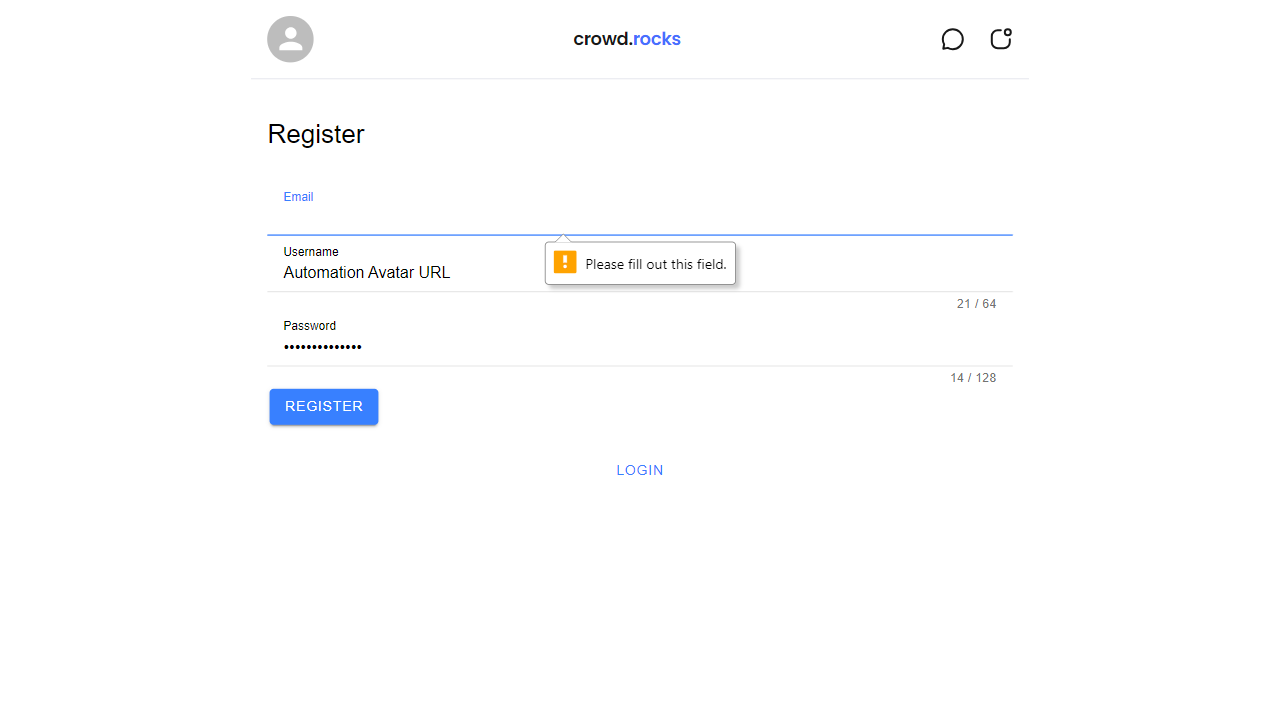 crowd.rocks
Register
Email
Please fill out this field.
Username
Automation Avatar URL
21 / 64
Password
••••••••••••••
14 / 128
REGISTER
LOGIN